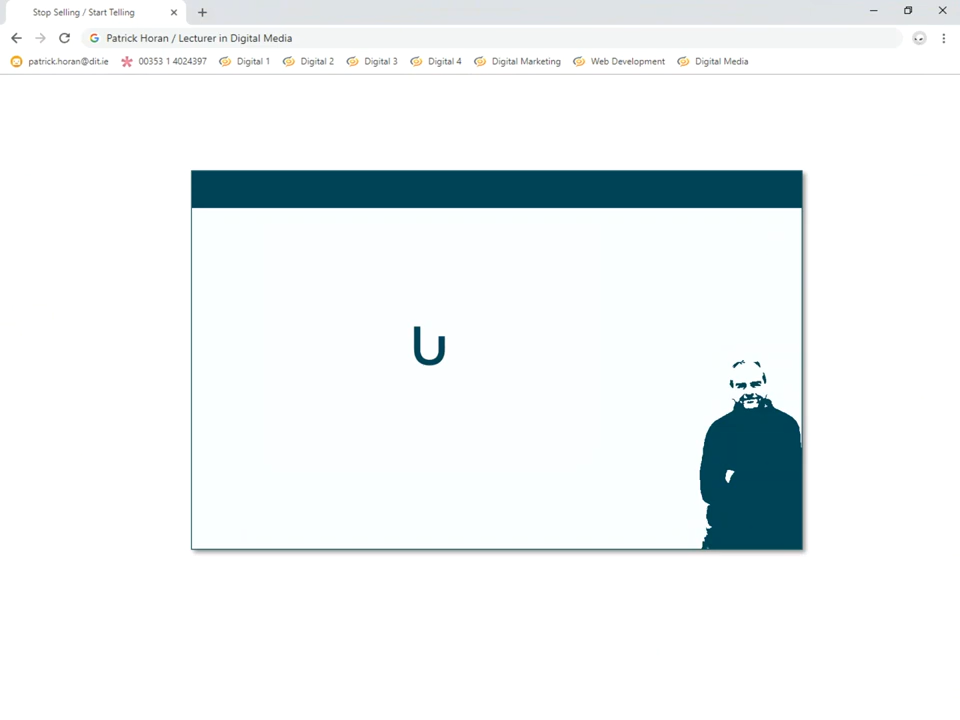 Stop Selling / Start Telling
Patrick Horan / Lecturer in Digital Media
patrick.horan@dit.ie 00353 1 4024397 Digital 1 Digital 2 Digital 3 Digital 4 Digital Marketing Web Development Digital Media